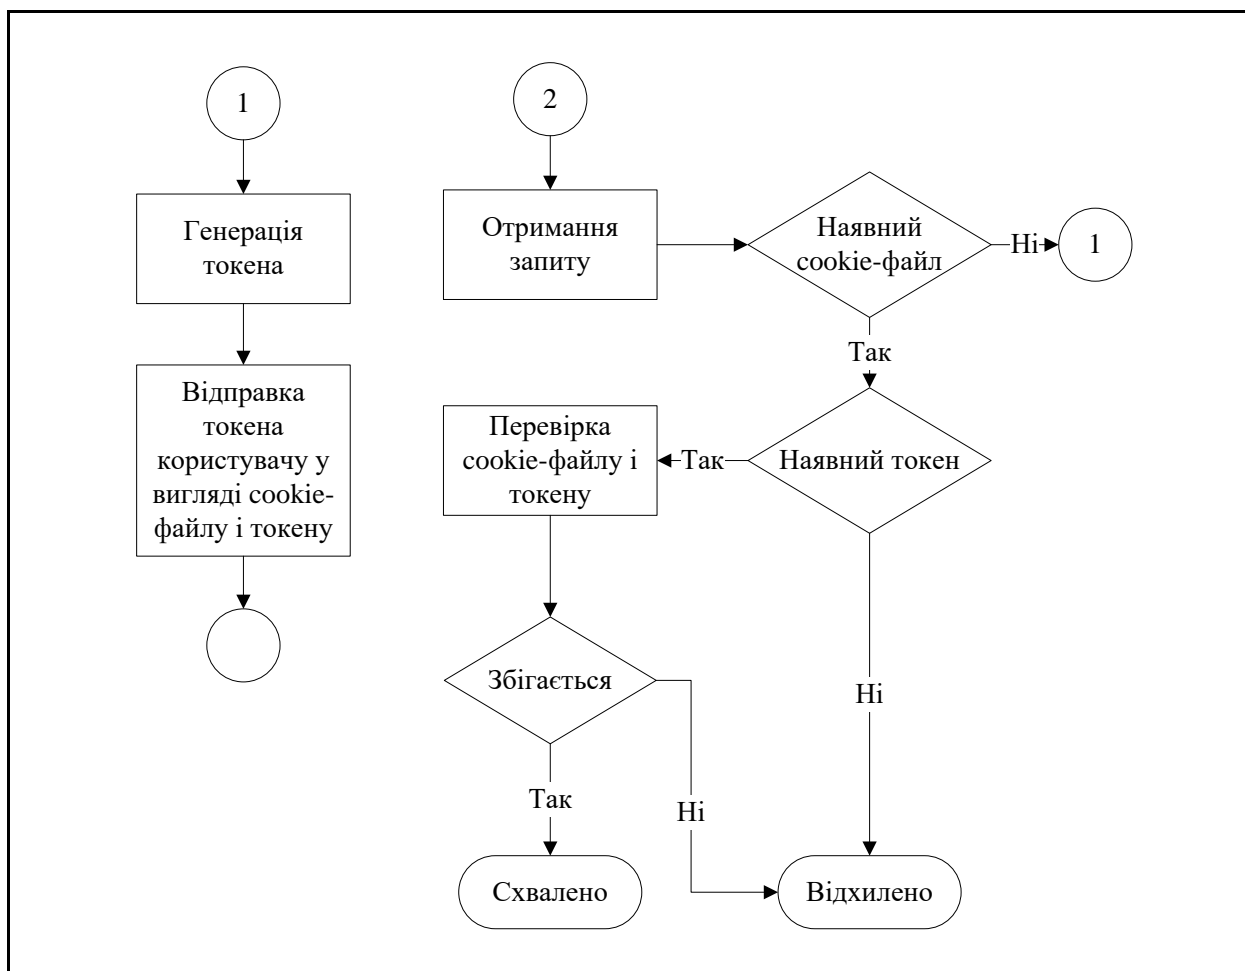 1
Генерація
токена
Відправка
токена
користувачу у
вигляді cookie-
файлу і токену
2
Отримання
запиту
Наявний
cookie-файл
Ні
1
Так
Наявний токен
Так
Перевірка
cookie-файлу і
токену
Збігається
Так
Ні
Ні
Схвалено
Відхилено